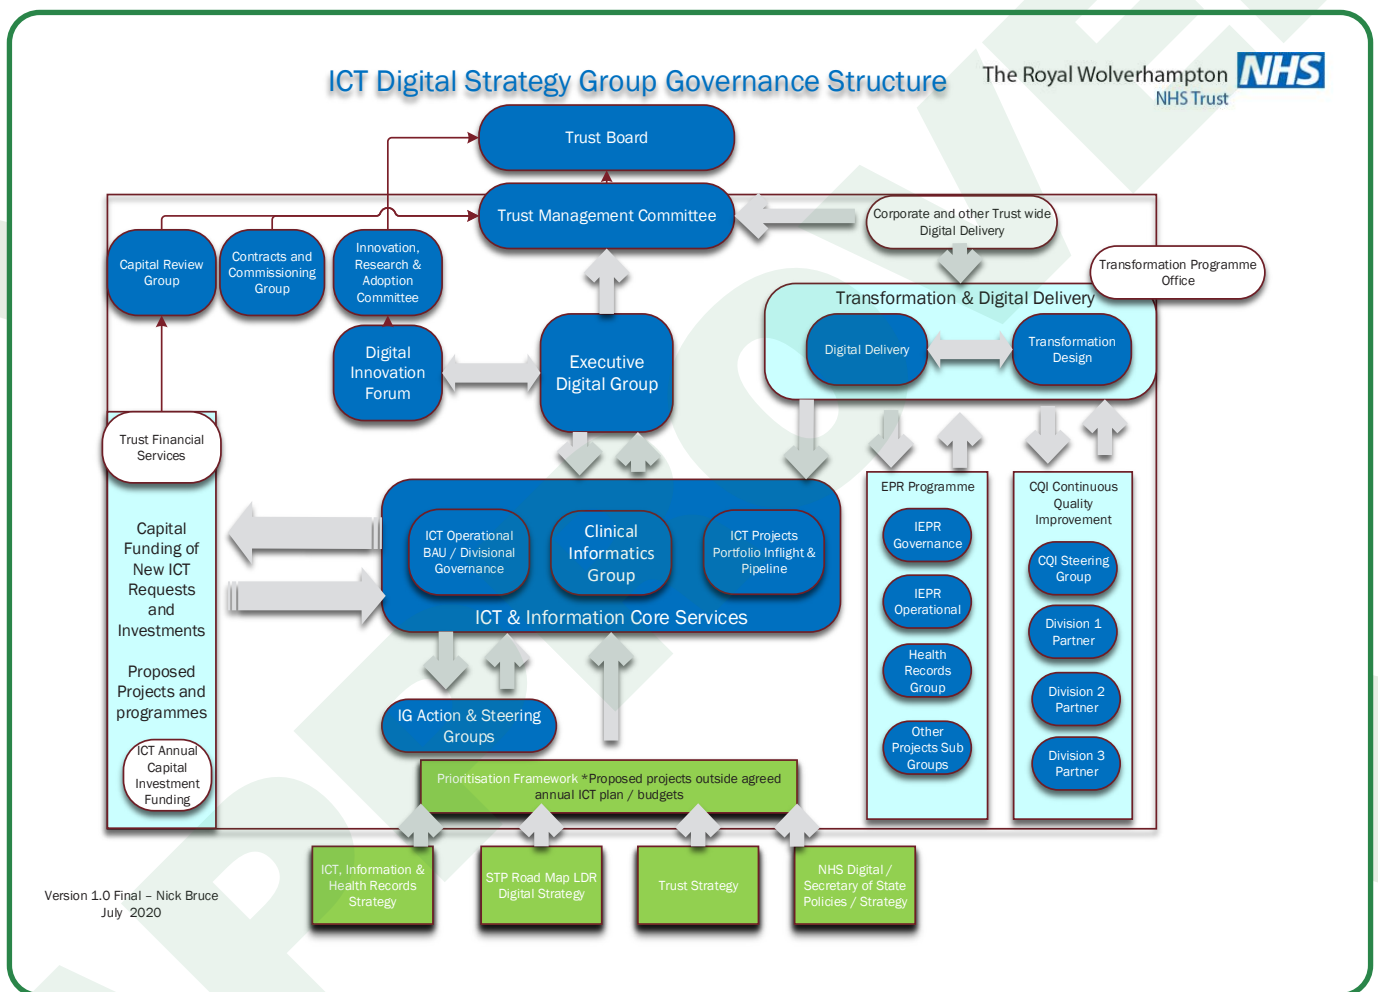 ICT Digital Strategy Group Governance Structure
The Royal Wolverhampton NHS
NHS Trust
Trust Board
Trust Management Committee
Corporate and other Trust wide
Digital Delivery
Capital Review
Group
Contracts and
Commissioning
Group
Innovation,
Research &
Adoption
Committee
Transformation Programme
Office
Transformation & Digital Delivery
Digital Delivery
Transformation
Design
Digital
Innovation
Forum
Executive
Digital Group
Trust Financial
Services
Capital
Funding of
New ICT
Requests
and
Investments
Proposed
Projects and
programmes
ICT Annual
Capital
Investment
Funding
ICT Operational
BAU / Divisional
Governance
Clinical
Informatics
Group
ICT Projects
Portfolio Inflight &
Pipeline
ICT & Information Core Services
EPR Programme
IEPR
Governance
IEPR
Operational
Health
Records
Group
Other
Projects Sub
Groups
CQI Continuous
Quality
Improvement
CQI Steering
Group
Division 1
Partner
Division 2
Partner
Division 3
Partner
IG Action & Steering
Groups
Prioritisation Framework *Proposed projects outside agreed
annual ICT plan / budgets
ICT, Information &
Health Records
Strategy
STP Road Map LDR
Digital Strategy
Trust Strategy
NHS Digital /
Secretary of State
Policies / Strategy
Version 1.0 Final – Nick Bruce
July 2020
APPROVED